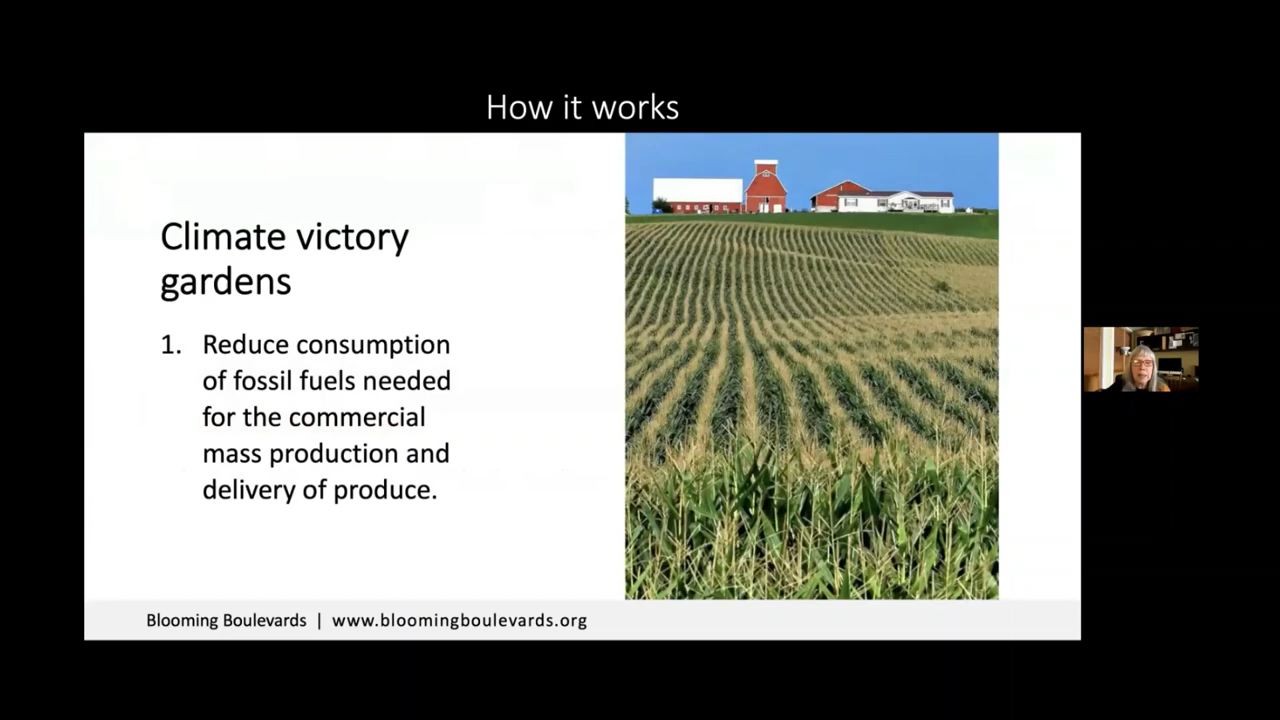 How it works
Climate victory
gardens
1. Reduce consumption
of fossil fuels needed
for the commercial
mass production and
delivery of produce.
Blooming Boulevards | www.bloomingboulevards.org